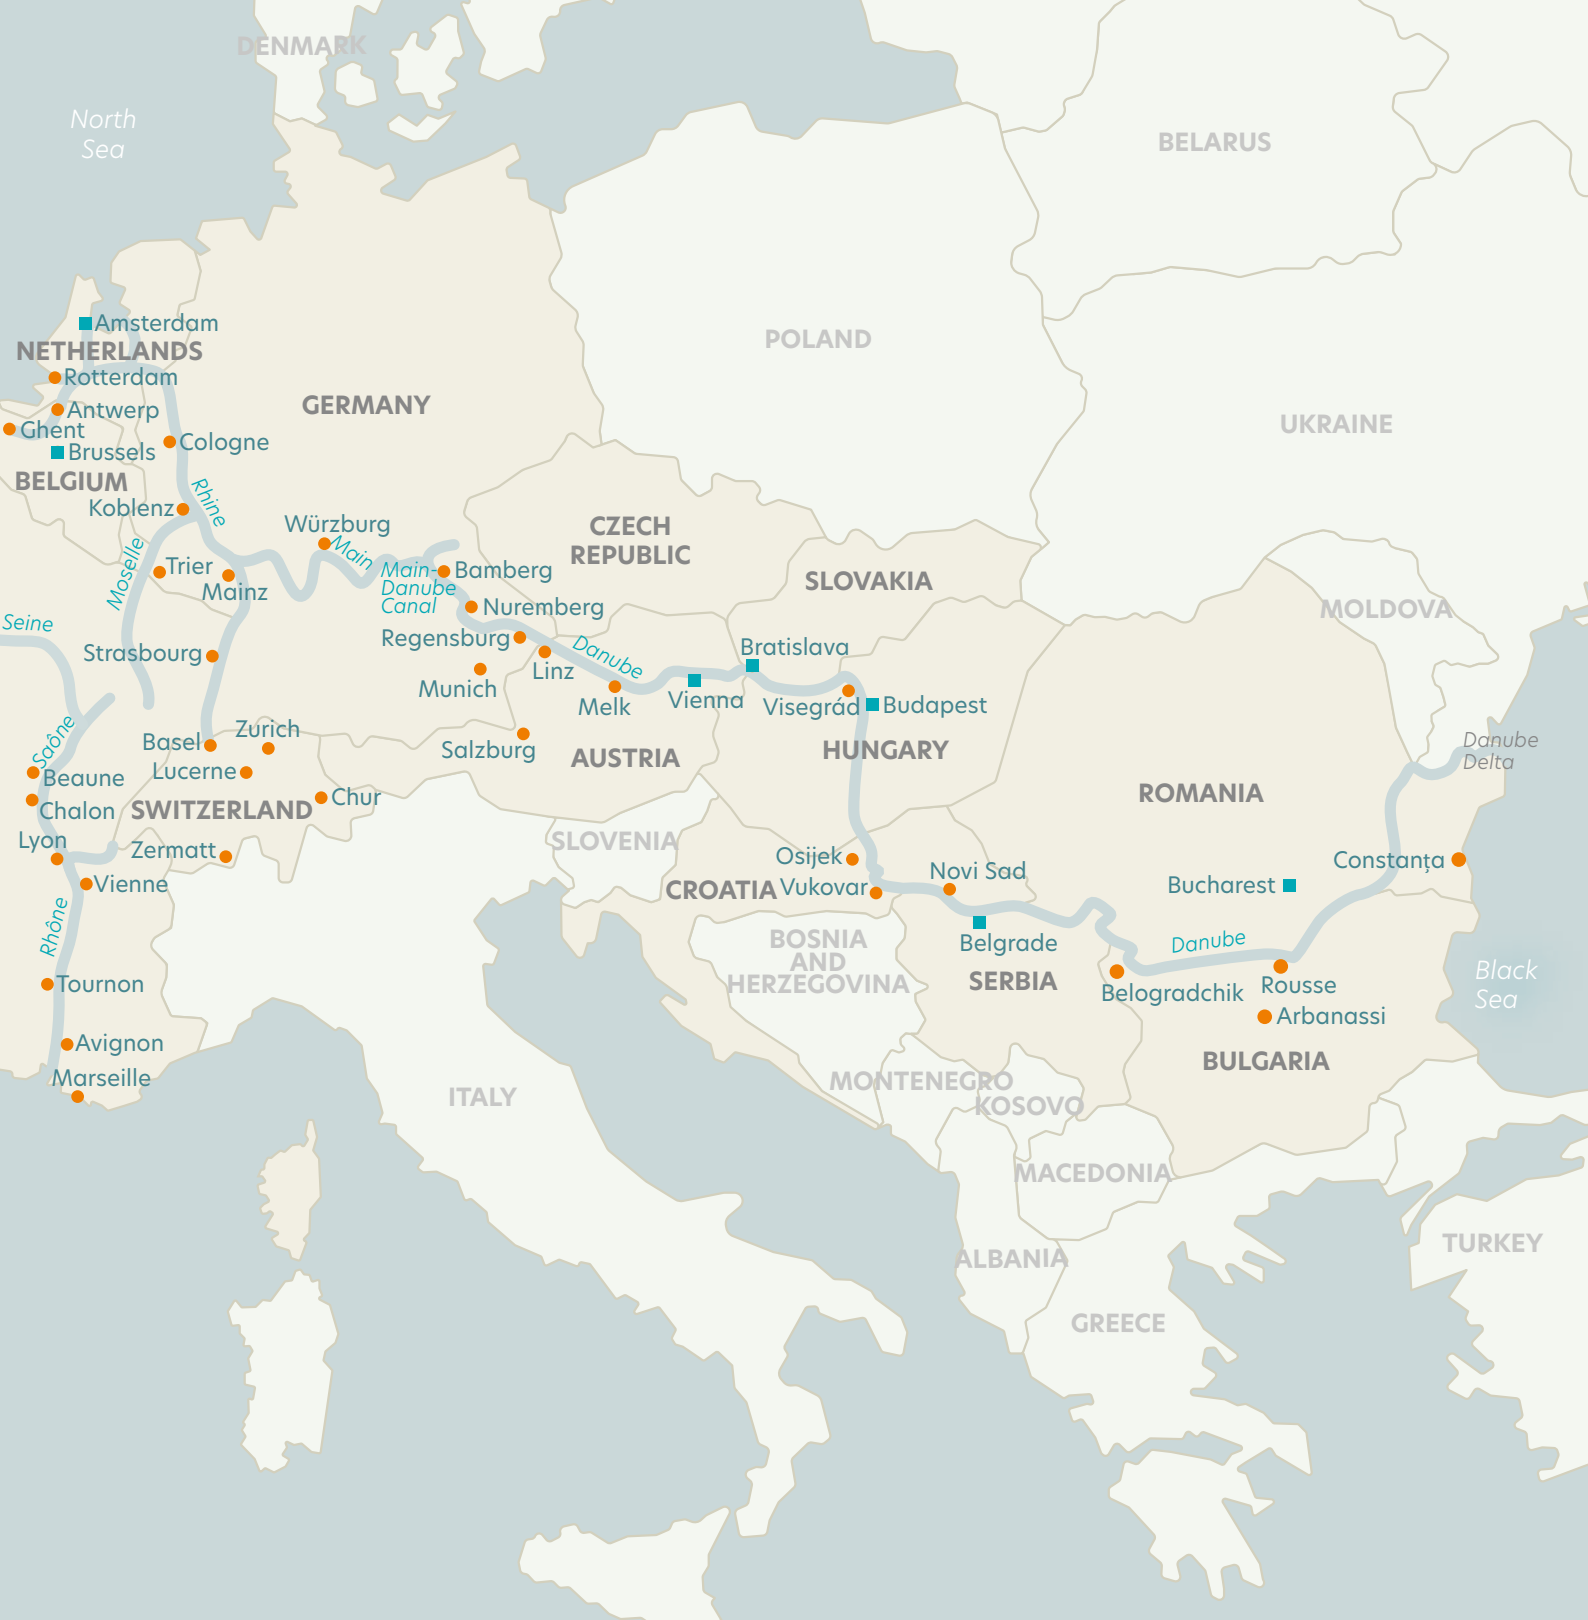 DENMARK
North
Sea
BELARUS
Amsterdam
NETHERLANDS
Rotterdam
Antwerp
Ghent
Brussels
BELGIUM
Cologne
Koblenz
Rhine
GERMANY
POLAND
UKRAINE
Würzburg
Main
Moselle
Trier
Mainz
Main-
Danube
Canal
Bamberg
Nuremberg
CZECH
REPUBLIC
SLOVAKIA
MOLDOVA
Seine
Strasbourg
Regensburg
Linz
Munich
Danube
Melk
Vienna
Bratislava
Visegrád
Budapest
HUNGARY
Salzburg
AUSTRIA
Saône
Basel
Zurich
Lucerne
Beaune
Chalon
SWITZERLAND
Chur
Lyon
Zermatt
Vienne
Rhône
Tournon
Avignon
Marseille
SLOVENIA
CROATIA
Osijek
Vukovar
Novi Sad
Belgrade
SERBIA
BOSNIA
AND
HERZEGOVINA
ROMANIA
Danube
Delta
Constanța
Bucharest
Danube
Belogradchik
Rousse
Arbanassi
BULGARIA
Black
Sea
ITALY
MONTENEGRO
KOSOVO
MACEDONIA
ALBANIA
GREECE
TURKEY